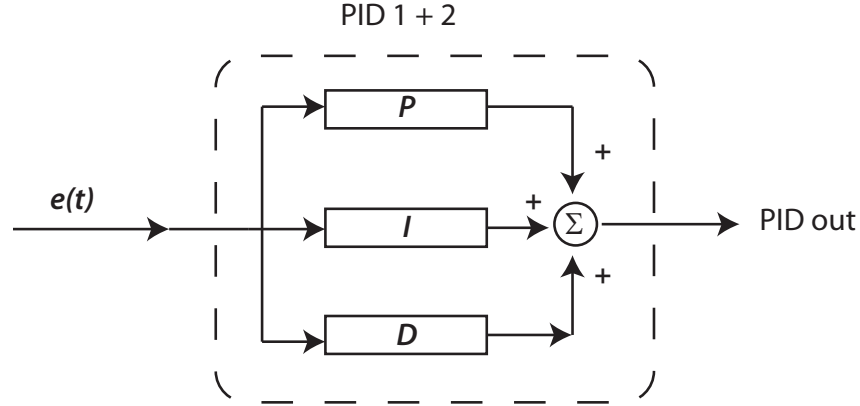 PID 1 + 2
P
+
e(t)
+
I
Σ
PID out
+
D